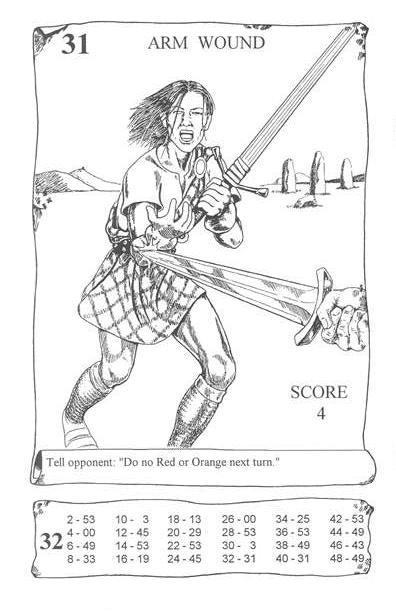 31 ARM WOUND
SCORE
4
Tell opponent: "Do no Red or Orange next turn."
32
2 - 53 10 - 3 18 - 13 26 - 00 34 - 25 42 - 53
4 - 00 12 - 45 20 - 29 28 - 53 36 - 53 44 - 49
6 - 49 14 - 53 22 - 53 30 - 3 38 - 49 46 - 43
8 - 33 16 - 19 24 - 45 32 - 31 40 - 31 48 - 49